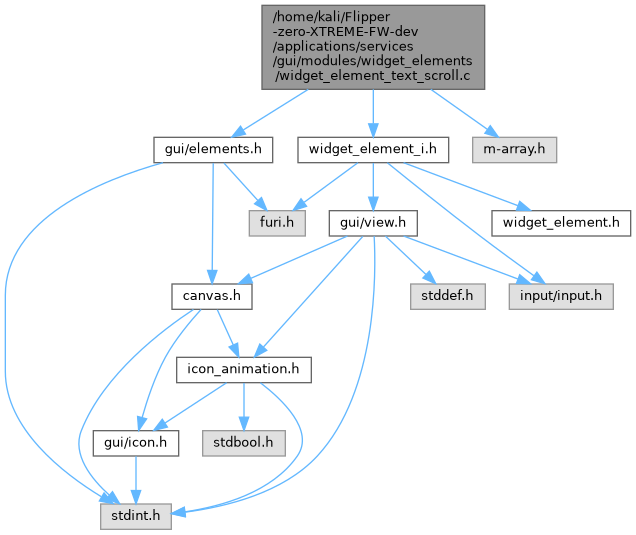 /home/kali/Flipper
-zero-XTREME-FW-dev
/applications/services
/gui/modules/widget_elements
/widget_element_text_scroll.c
gui/elements.h
widget_element_i.h
m-array.h
furi.h
gui/view.h
widget_element.h
canvas.h
stddef.h
input/input.h
icon_animation.h
gui/icon.h
stdbool.h
stdint.h